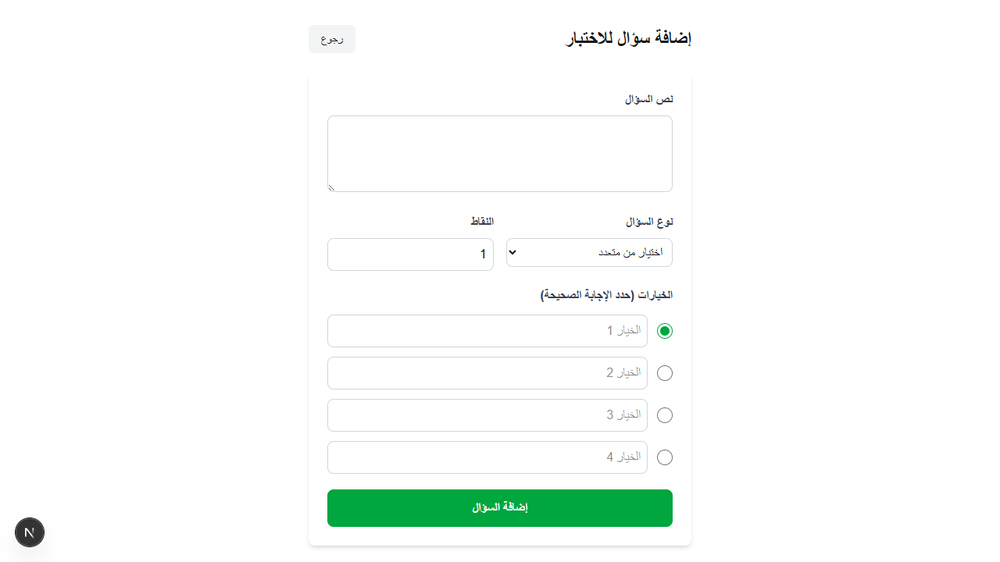 إضافة سؤال للاختبار
رجوع
نص السؤال
نوع السؤال
النقاط
اختيار من متعدد
1
الخيارات (حدد الإجابة الصحيحة)
الخيار 1
الخيار 2
الخيار 3
الخيار 4
إضافة السؤال
N